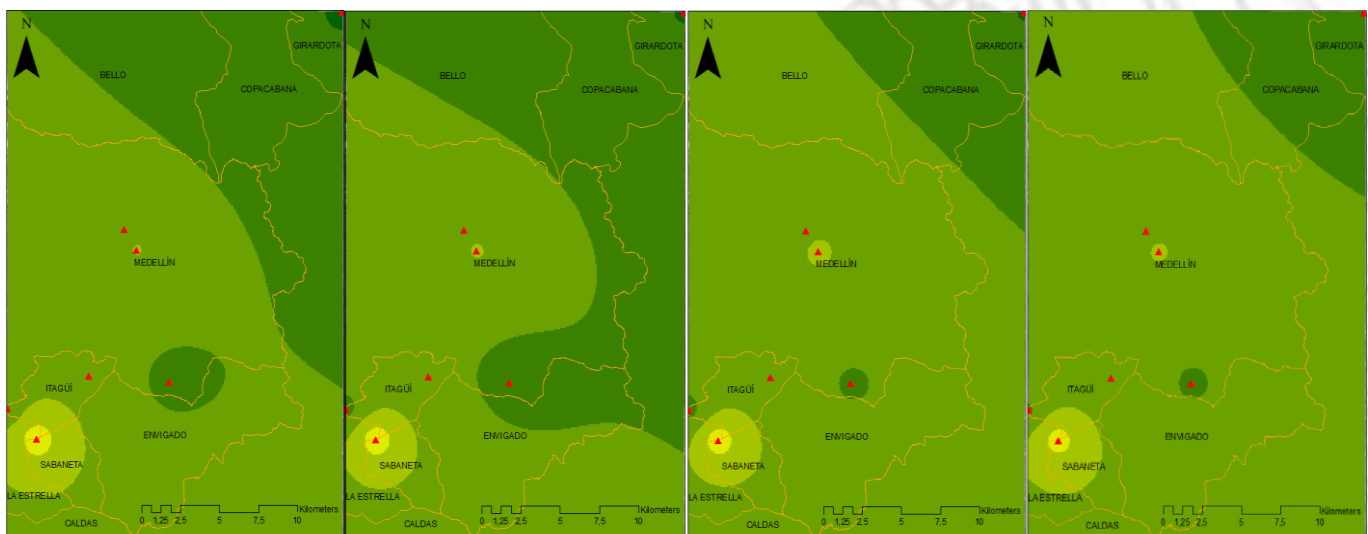 N
GIRARDOTA
BELLO
COPACABANA
MEDELLÍN
ITAGÜÍ
ENVIGADO
SABANETA
LA ESTRELLA
CALDAS
Kilometers
0 1,25 2,5 5 7,5 10
N
GIRARDOTA
BELLO
COPACABANA
MEDELLÍN
ITAGÜÍ
ENVIGADO
SABANETA
LA ESTRELLA
CALDAS
Kilometers
0 1,25 2,5 5 7,5 10
N
GIRARDOTA
BELLO
COPACABANA
MEDELLÍN
ITAGÜÍ
ENVIGADO
SABANETA
LA ESTRELLA
CALDAS
Kilometers
0 1,25 2,5 5 7,5 10
N
GIRARDOTA
BELLO
COPACABANA
MEDELLÍN
ITAGÜÍ
ENVIGADO
SABANETA
LA ESTRELLA
CALDAS
Kilometers
0 1,25 2,5 5 7,5 10